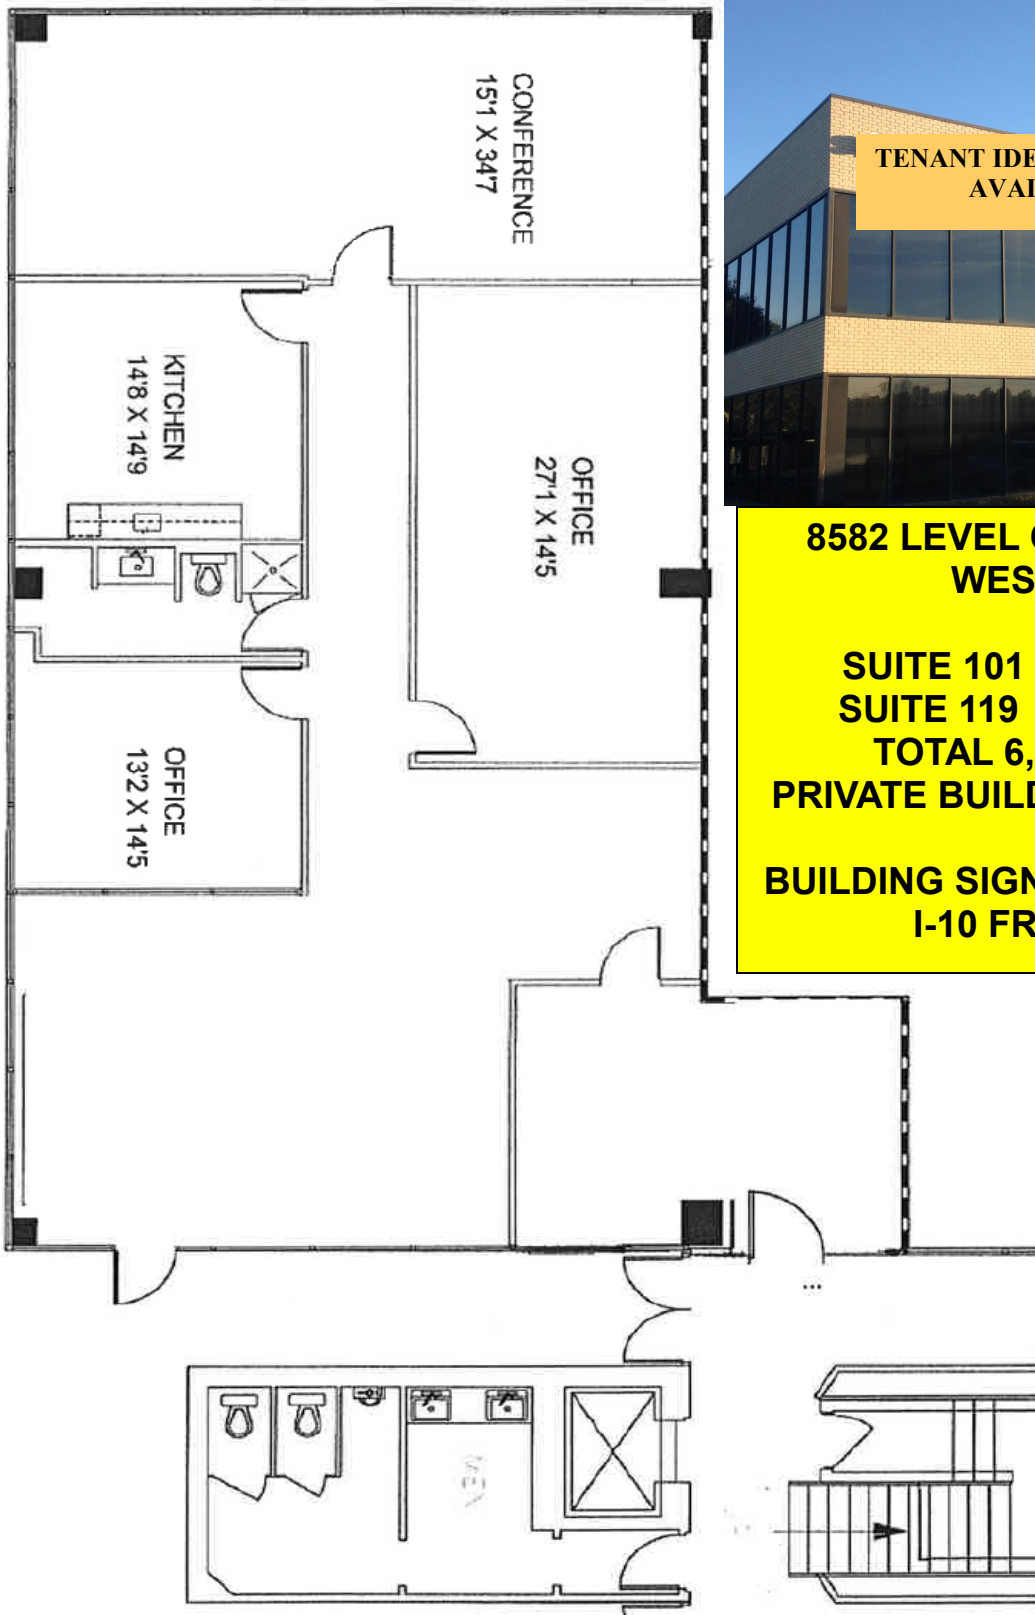 CONFERENCE
15'1 X 34'7
KITCHEN
14'8 X 14'9
OFFICE
27'1 X 14'5
OFFICE
13'2 X 14'5
MEN
TENANT IDE
AVAI
8582 LEVEL
WES
SUITE 101
SUITE 119
TOTAL 6,
PRIVATE BUILD
BUILDING SIGN
I-10 FR